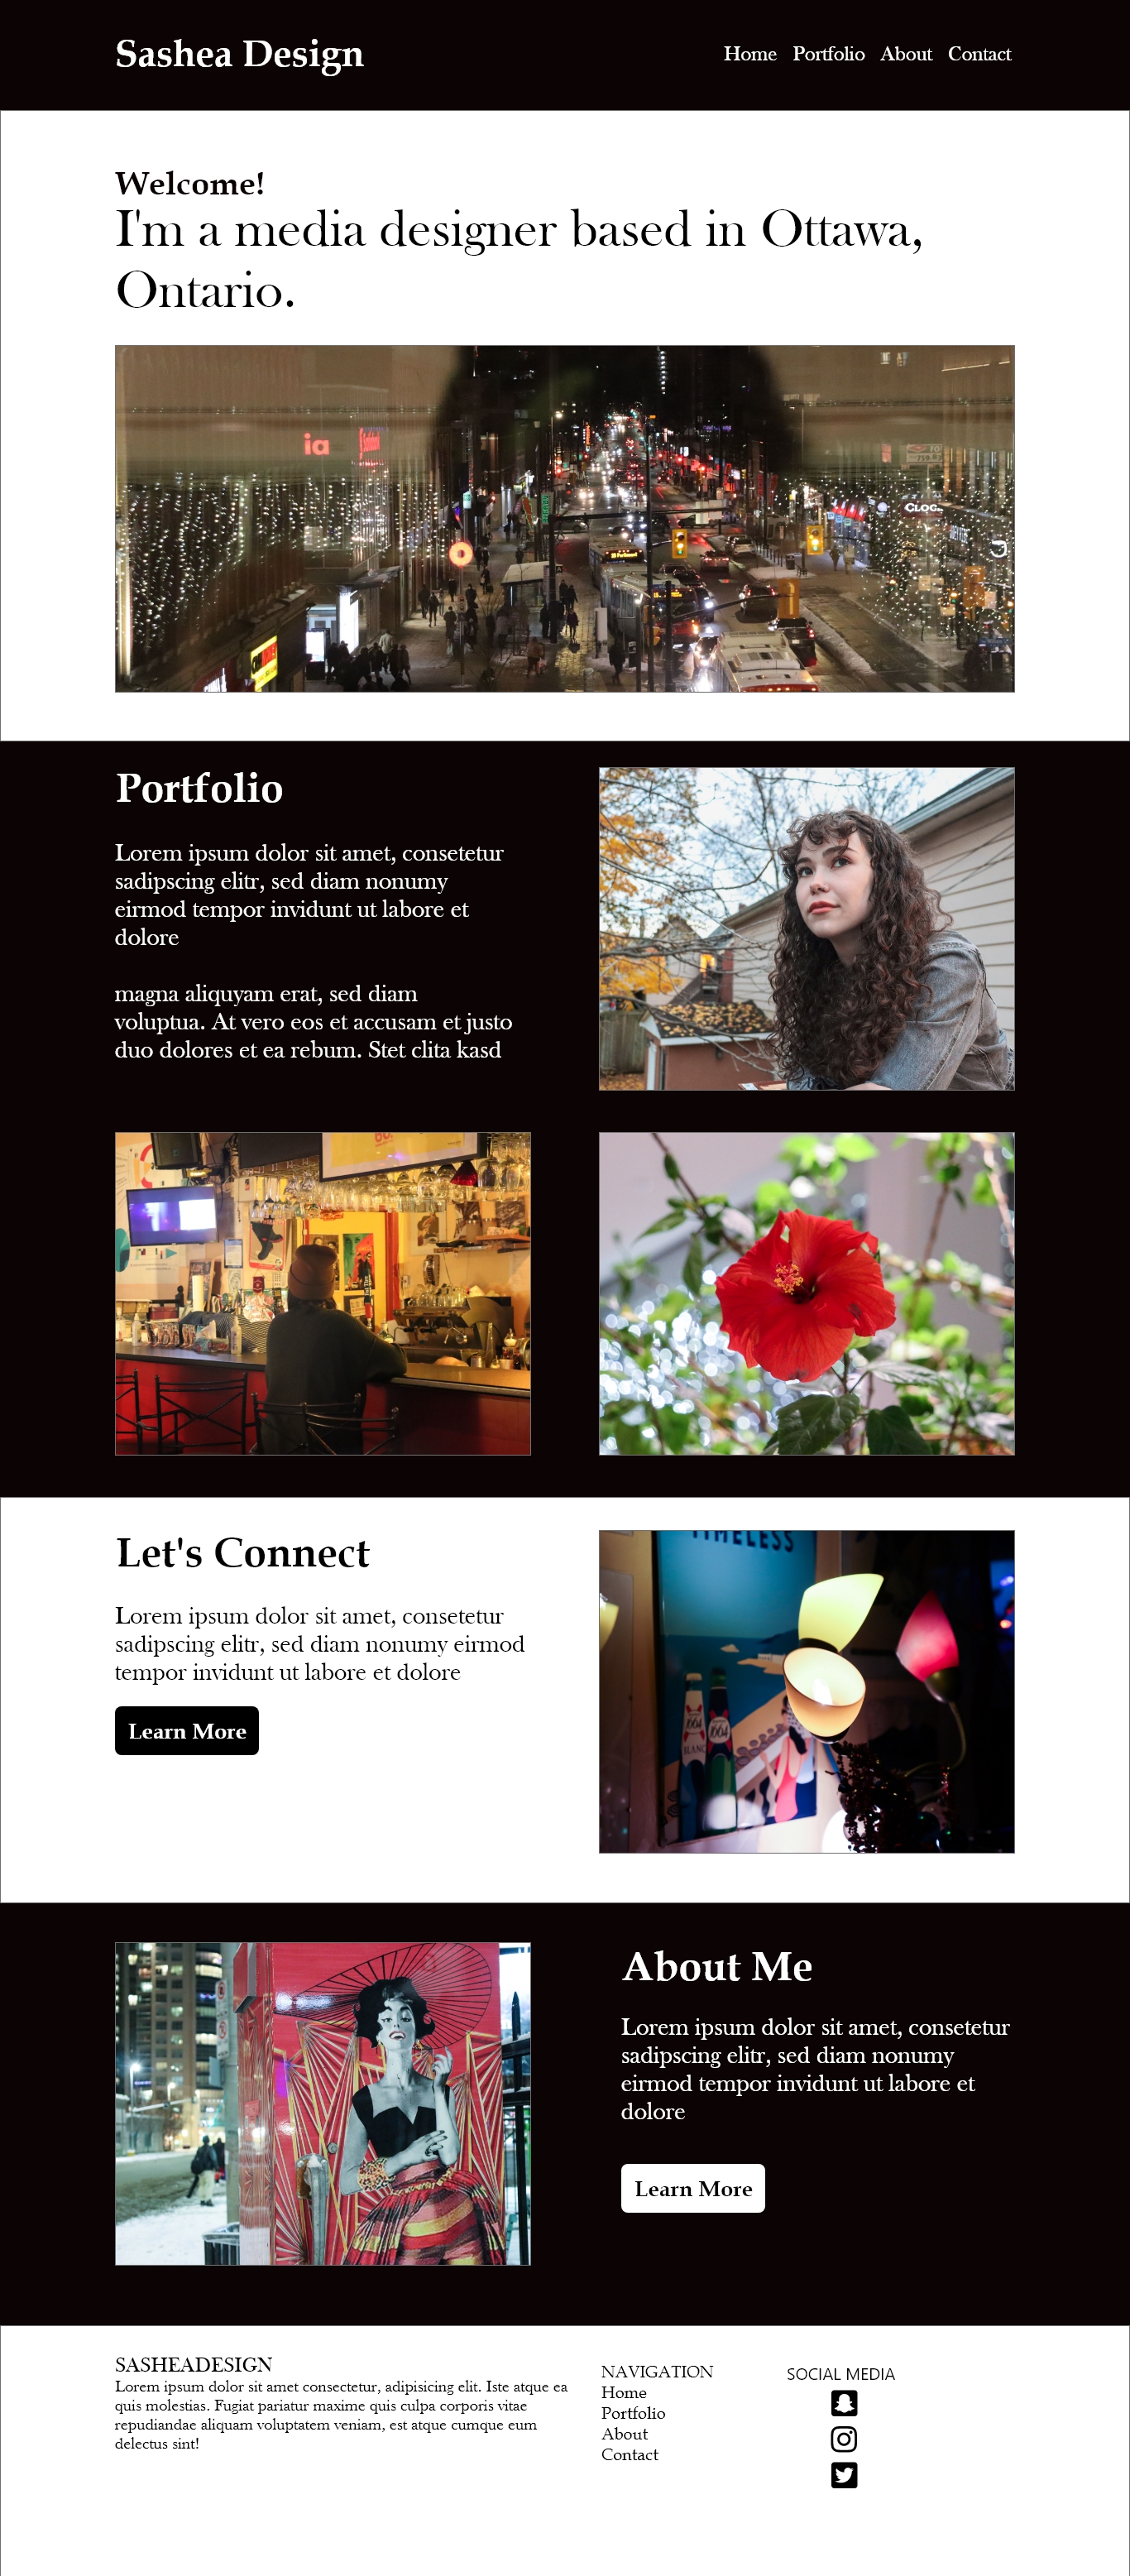 Sashea Design
Home Portfolio About Contact
Welcome!
I'm a media designer based in Ottawa,
Ontario.
ia
CLOC
Portfolio
Lorem ipsum dolor sit amet, consetetur
sadipscing elitr, sed diam nonumy
eirmod tempor invidunt ut labore et
dolore
magna aliquyam erat, sed diam
voluptua. At vero eos et accusam et justo
duo dolores et ea rebum. Stet clita kasd
Let's Connect
Lorem ipsum dolor sit amet, consetetur
sadipscing elitr, sed diam nonumy eirmod
tempor invidunt ut labore et dolore
Learn More
TIMELESS
1664
1664
BLANC
About Me
Lorem ipsum dolor sit amet, consetetur
sadipscing elitr, sed diam nonumy
eirmod tempor invidunt ut labore et
dolore
Learn More
SASHEADESIGN
Lorem ipsum dolor sit amet consectetur, adipisicing elit. Iste atque ea
quis molestias. Fugiat pariatur maxime quis culpa corporis vitae
repudiandae aliquam voluptatem veniam, est atque cumque eum
delectus sint!
NAVIGATION
Home
Portfolio
About
Contact
SOCIAL MEDIA